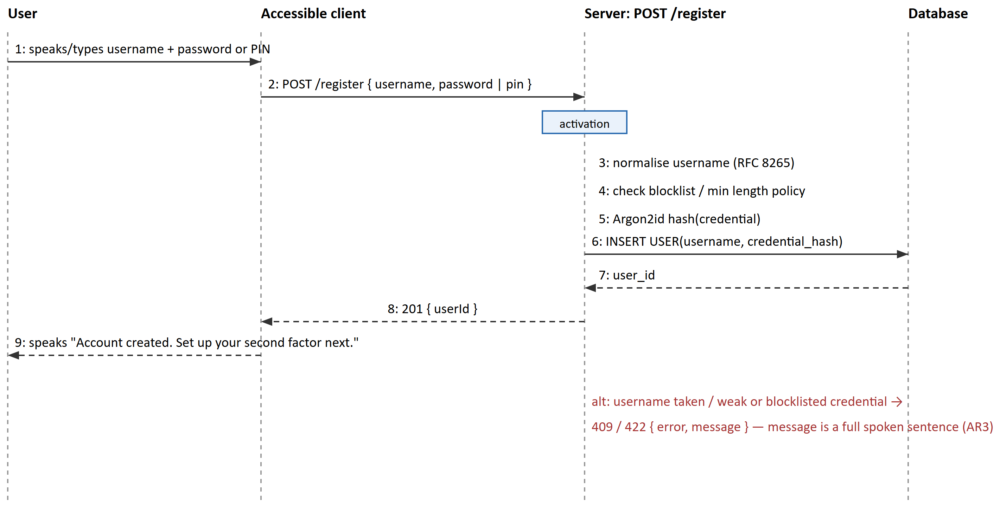 User
Accessible client
Server: POST /register
Database
1: speaks/types username + password or PIN
2: POST /register { username, password | pin }
activation
3: normalise username (RFC 8265)
4: check blocklist / min length policy
5: Argon2id hash(credential)
6: INSERT USER(username, credential_hash)
7: user_id
8: 201 { userId }
9: speaks "Account created. Set up your second factor next."
alt: username taken / weak or blocklisted credential →
409 / 422 { error, message } — message is a full spoken sentence (AR3)